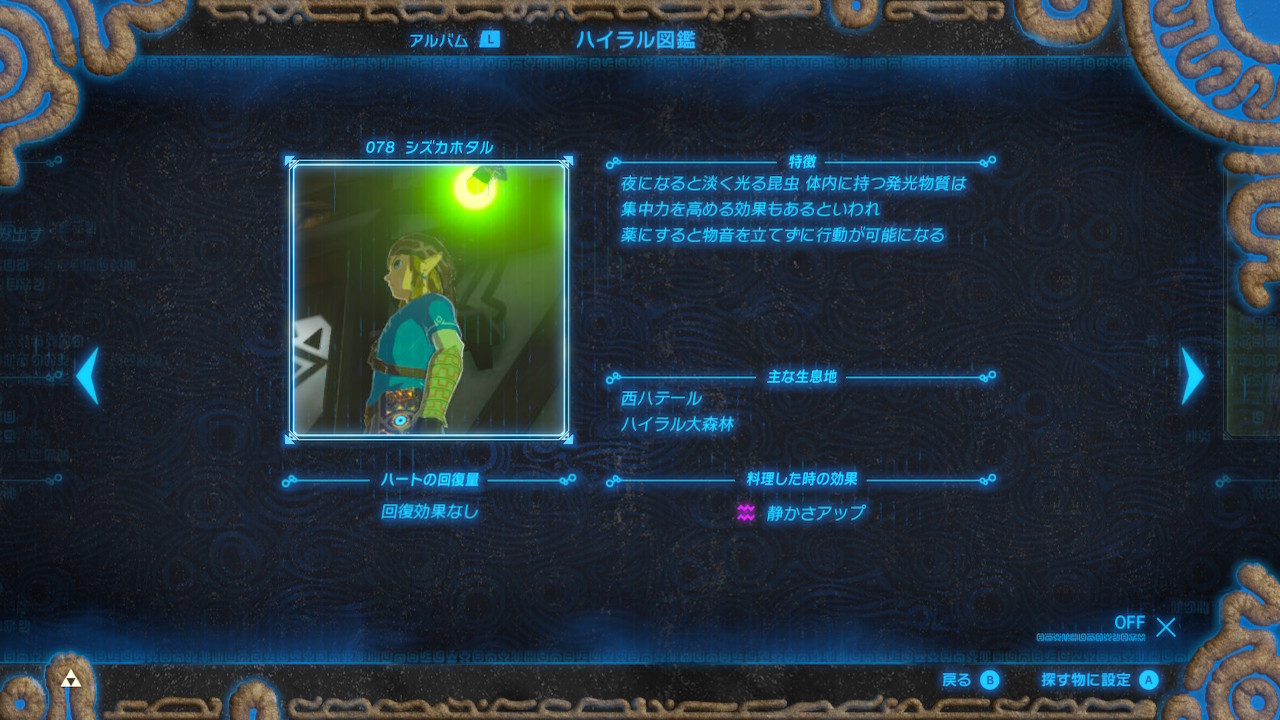 アルバム L
ハイラル図鑑
078 シズカホタル
特徴
夜になると淡く光る昆虫 体内に持つ発光物質は
集中力を高める効果もあるといわれ
薬にすると物音を立てずに行動が可能になる
主な生息地
西ハテール
ハイラル大森林
ハートの回復量
回復効果なし
料理した時の効果
静かさアップ
OFF
戻る B
探す物に設定 A